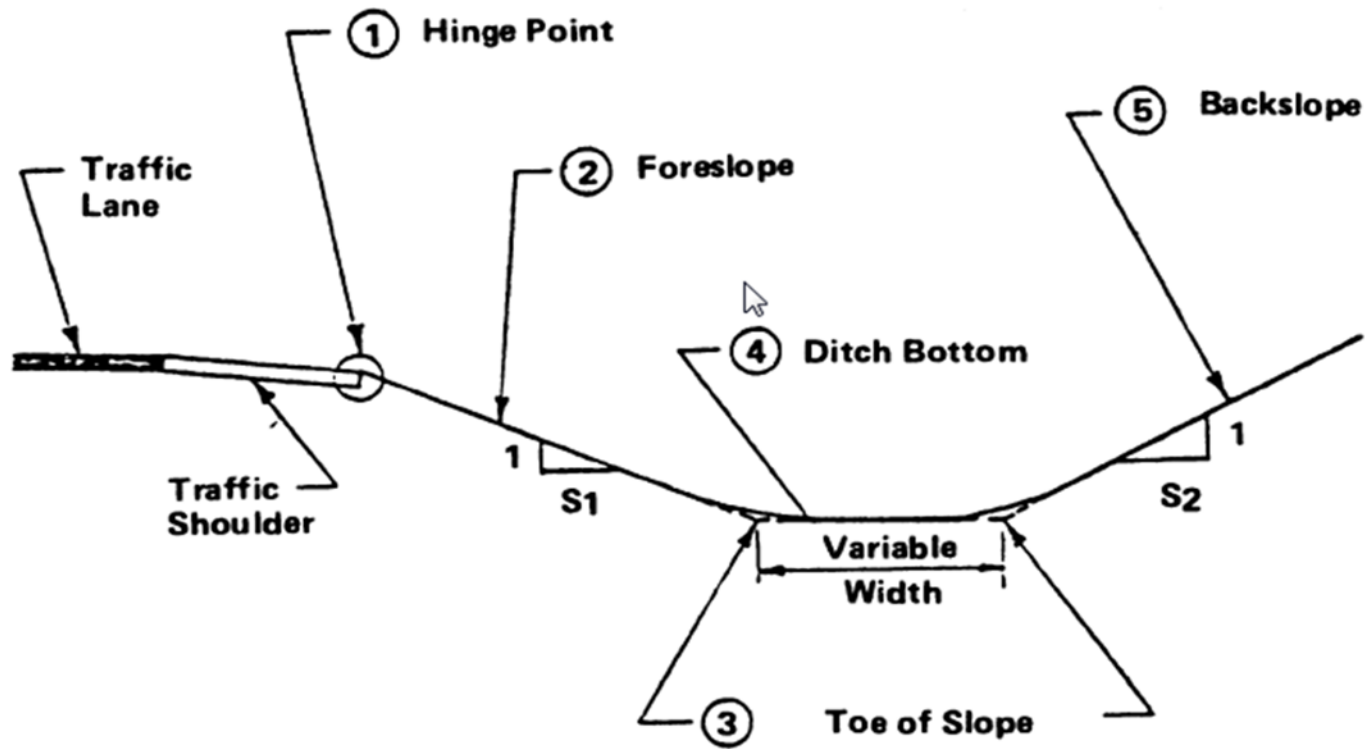 ① Hinge Point
⑤ Backslope
Traffic
Lane
② Foreslope
④ Ditch Bottom
1
S1
1
S2
Traffic
Shoulder
Variable
Width
③ Toe of Slope